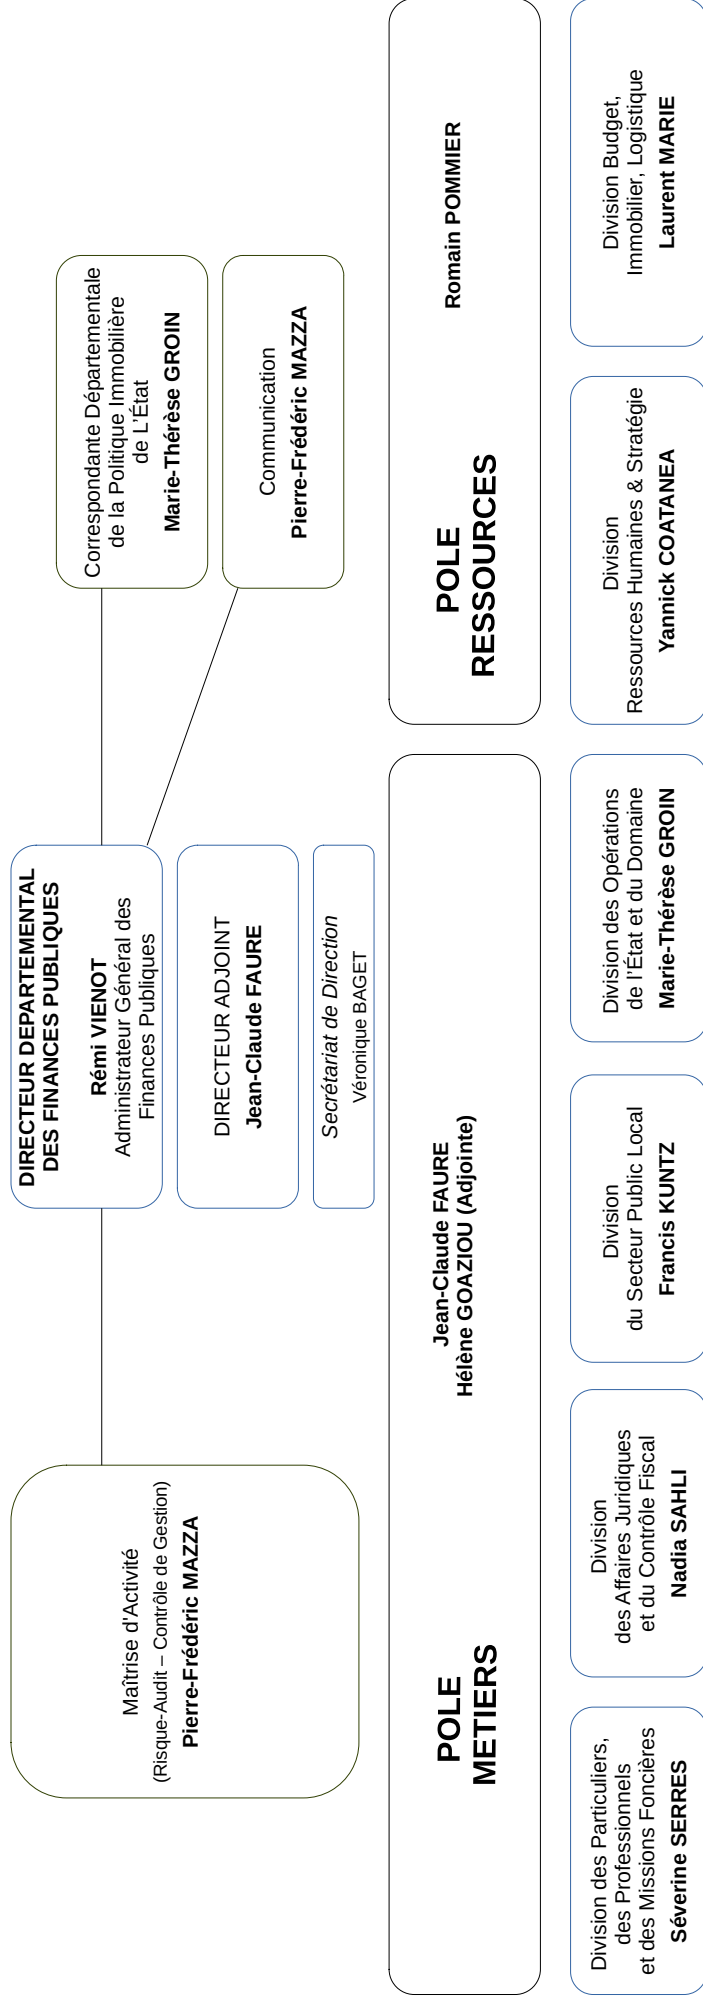 Maîtrise d'Activité
(Risque-Audit – Contrôle de Gestion)
Pierre-Frédéric MAZZA
DIRECTEUR DEPARTEMENTAL
DES FINANCES PUBLIQUES
Rémi VIENOT
Administrateur Général des
Finances Publiques
DIRECTEUR ADJOINT
Jean-Claude FAURE
Secrétariat de Direction
Véronique BAGET
Correspondante Départementale
de la Politique Immobilière
de L'État
Marie-Thérèse GROIN
Communication
Pierre-Frédéric MAZZA
POLE
METIERS
Jean-Claude FAURE
Hélène GOAZIOU (Adjointe)
POLE
RESSOURCES
Romain POMMIER
Division des Particuliers,
des Professionnels
et des Missions Foncières
Séverine SERRES
Division
des Affaires Juridiques
et du Contrôle Fiscal
Nadia SAHLI
Division
du Secteur Public Local
Francis KUNTZ
Division des Opérations
de l'État et du Domaine
Marie-Thérèse GROIN
Division
Ressources Humaines & Stratégie
Yannick COATANEA
Division Budget,
Immobilier, Logistique
Laurent MARIE